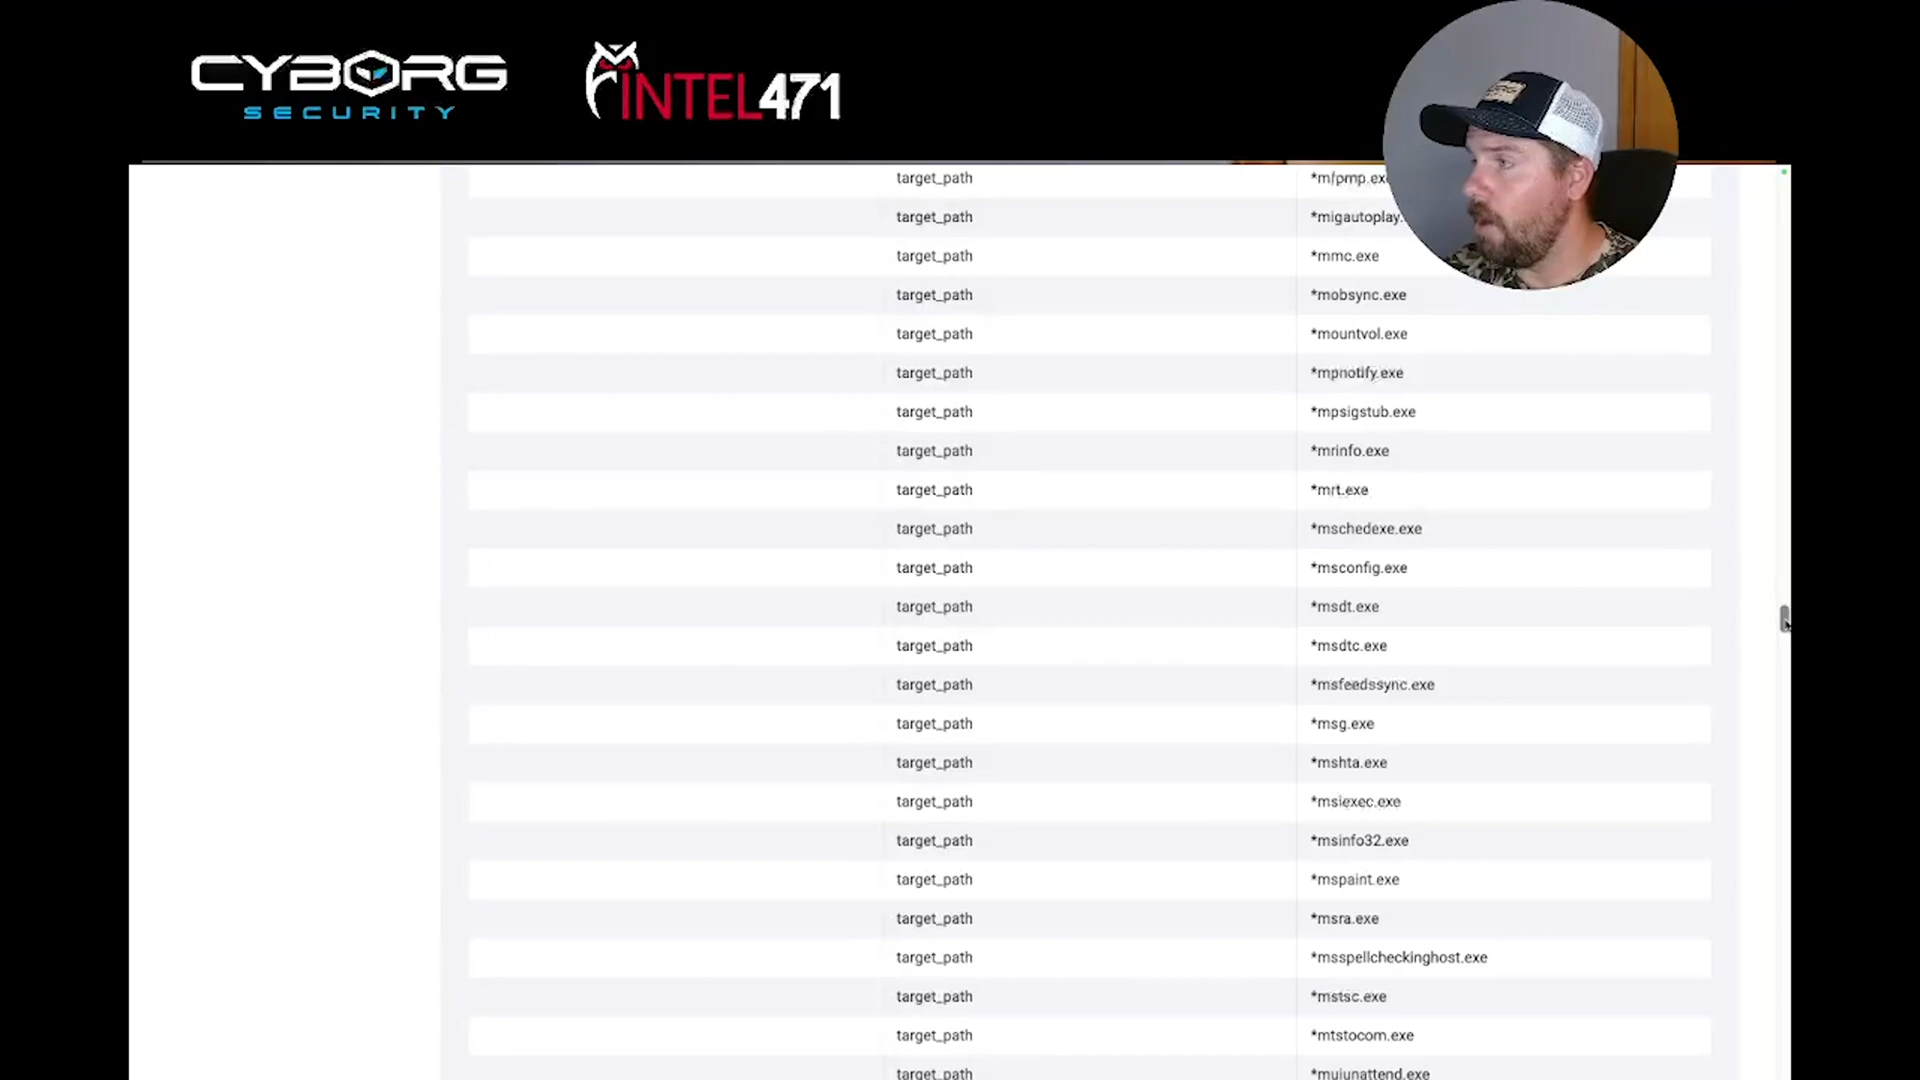 CYBORG
SECURITY
INTEL471
target_path *mfpmp.exe
target_path *migautoplay.
target_path *mmc.exe
target_path *mobsync.exe
target_path *mountvol.exe
target_path *mpnotify.exe
target_path *mpsigstub.exe
target_path *mrinfo.exe
target_path *mrt.exe
target_path *mschedexe.exe
target_path *msconfig.exe
target_path *msdt.exe
target_path *msdtc.exe
target_path *msfeedssync.exe
target_path *msg.exe
target_path *mshta.exe
target_path *msiexec.exe
target_path *msinfo32.exe
target_path *mspaint.exe
target_path *msra.exe
target_path *msspellcheckinghost.exe
target_path *mstsc.exe
target_path *mtstocom.exe
target_path *muiunattend.exe